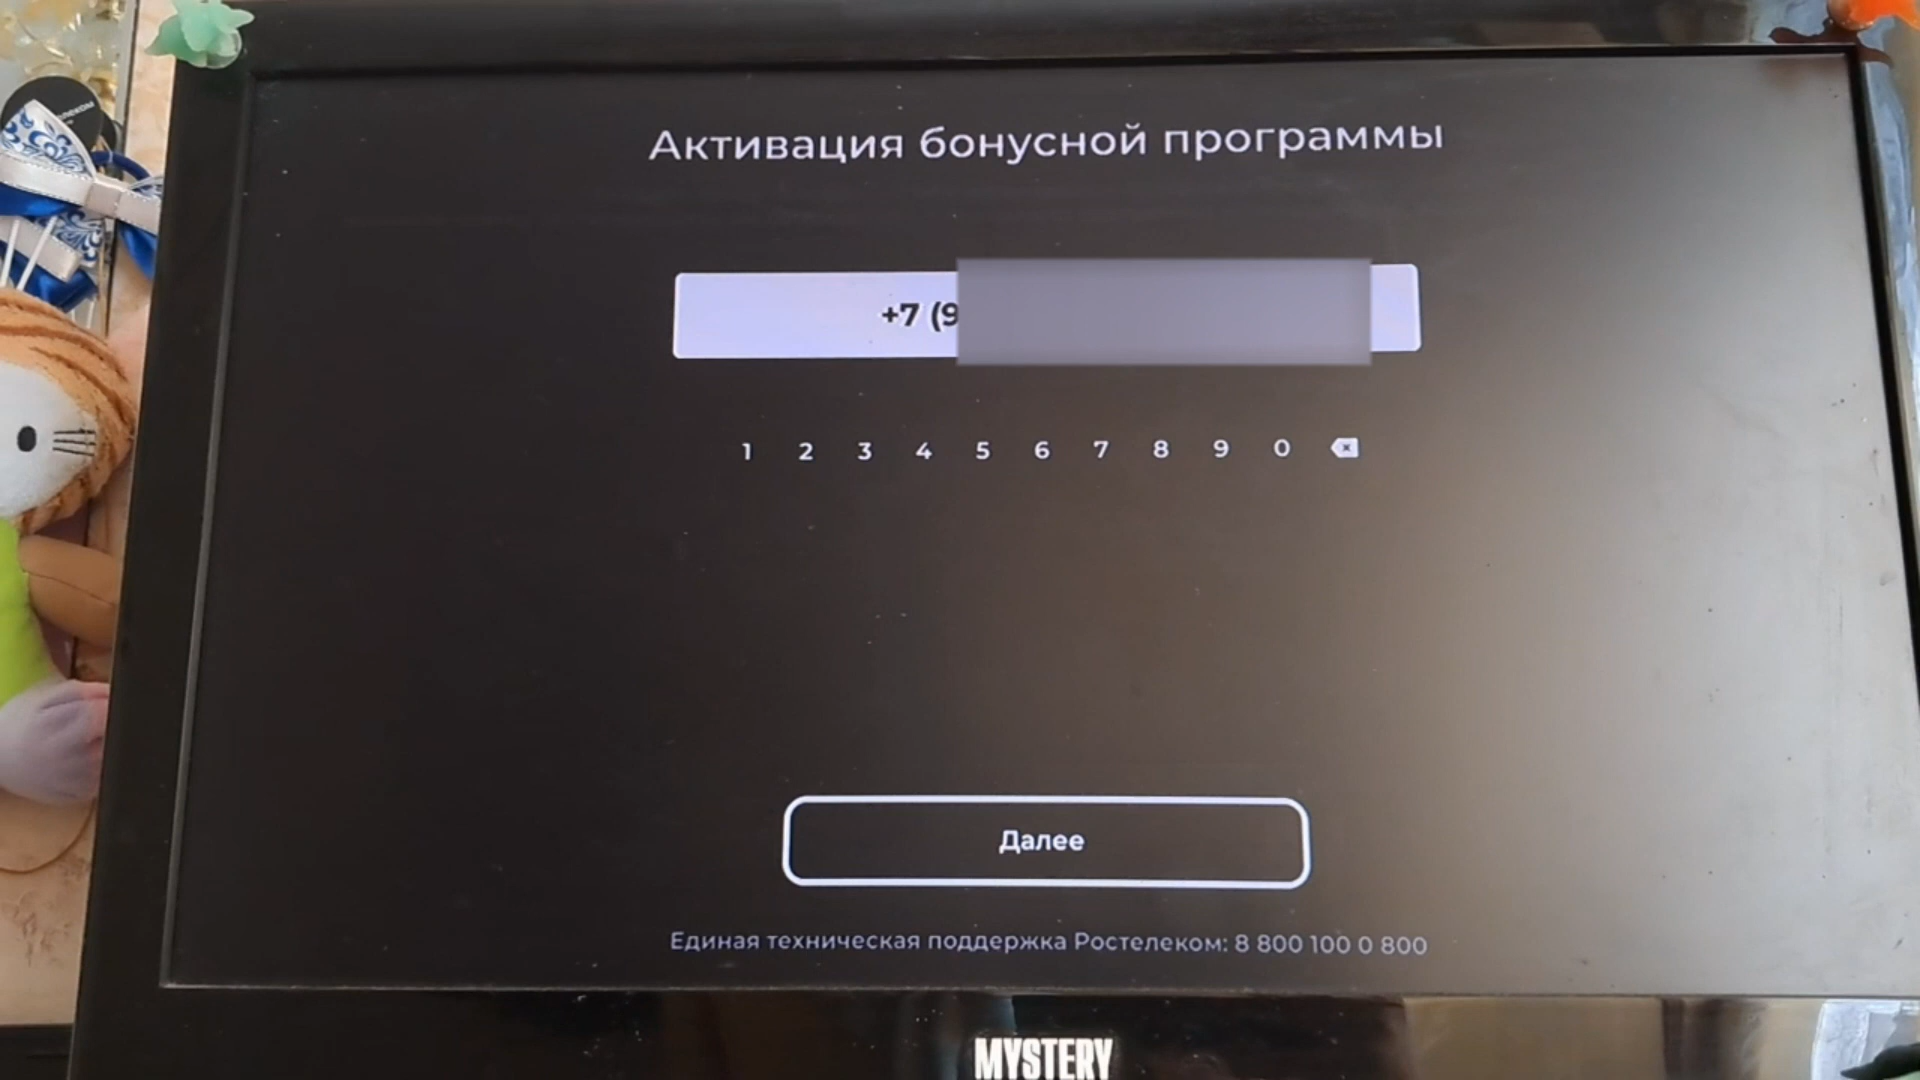 Активация бонусной программы
+7 (9
1 2 3 4 5 6 7 8 9 0
Далее
Единая техническая поддержка Ростелеком: 8 800 100 0 800
MYSTERY